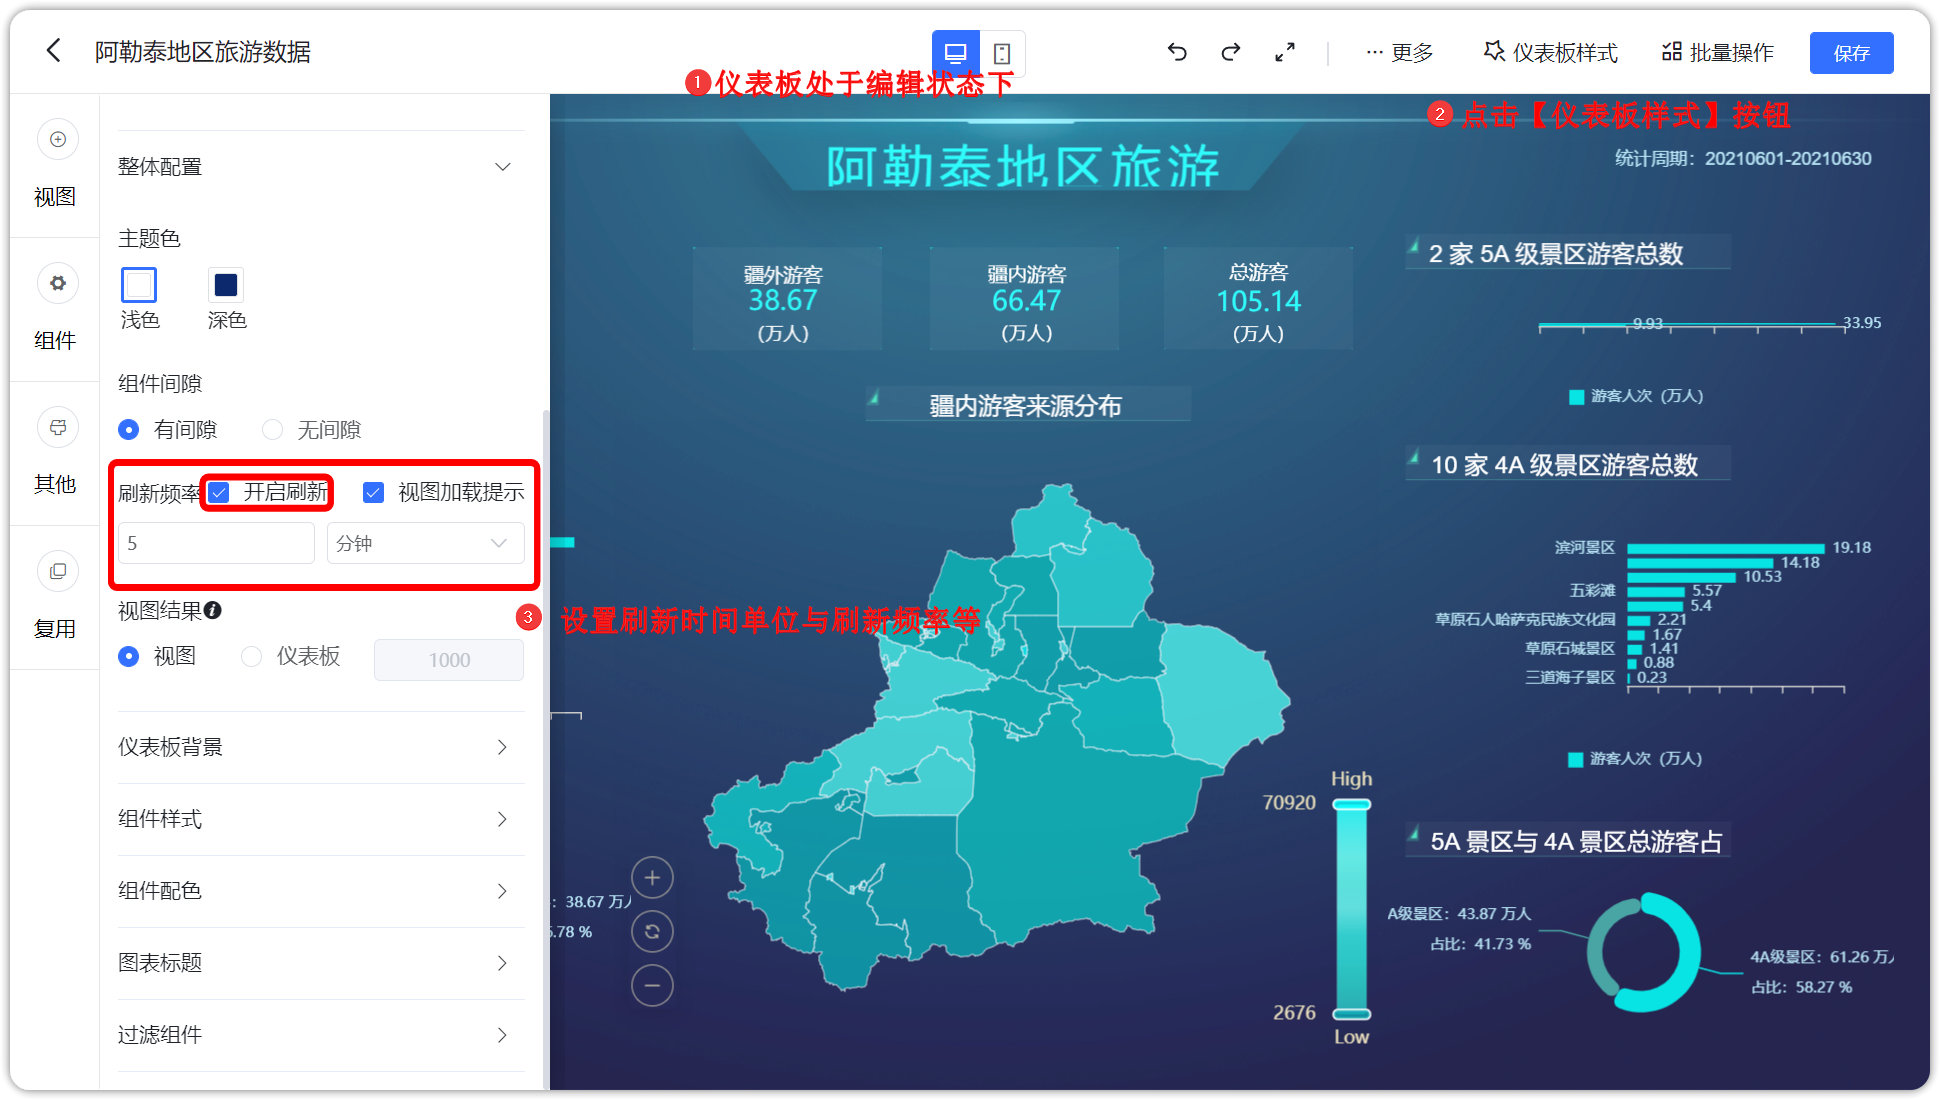 阿勒泰地区旅游数据
··· 更多
仪表板样式
批量操作
保存
1 仪表板处于编辑状态下
2 点击【仪表板样式】按钮
视图
组件
其他
复用
整体配置
主题色
浅色
深色
组件间隙
有间隙
无间隙
刷新频率
开启刷新
视图加载提示
5
分钟
3 设置刷新时间单位与刷新频率等
视图结果
视图
仪表板
1000
仪表板背景
组件样式
组件配色
图表标题
过滤组件
阿勒泰地区旅游
统计周期：20210601-20210630
疆外游客
38.67
(万人)
疆内游客
66.47
(万人)
总游客
105.14
(万人)
疆内游客来源分布
: 38.67 万人
5.78 %
High
70920
2676
Low
2 家 5A 级景区游客总数
9.93
33.95
游客人次（万人）
10 家 4A 级景区游客总数
滨河景区
19.18
14.18
10.53
五彩滩
5.57
5.4
草原石人哈萨克民族文化园
2.21
1.67
草原石城景区
1.41
0.88
三道海子景区
0.23
游客人次（万人）
5A 景区与 4A 景区总游客占
A级景区：43.87 万人
占比：41.73 %
4A级景区：61.26 万人
占比：58.27 %